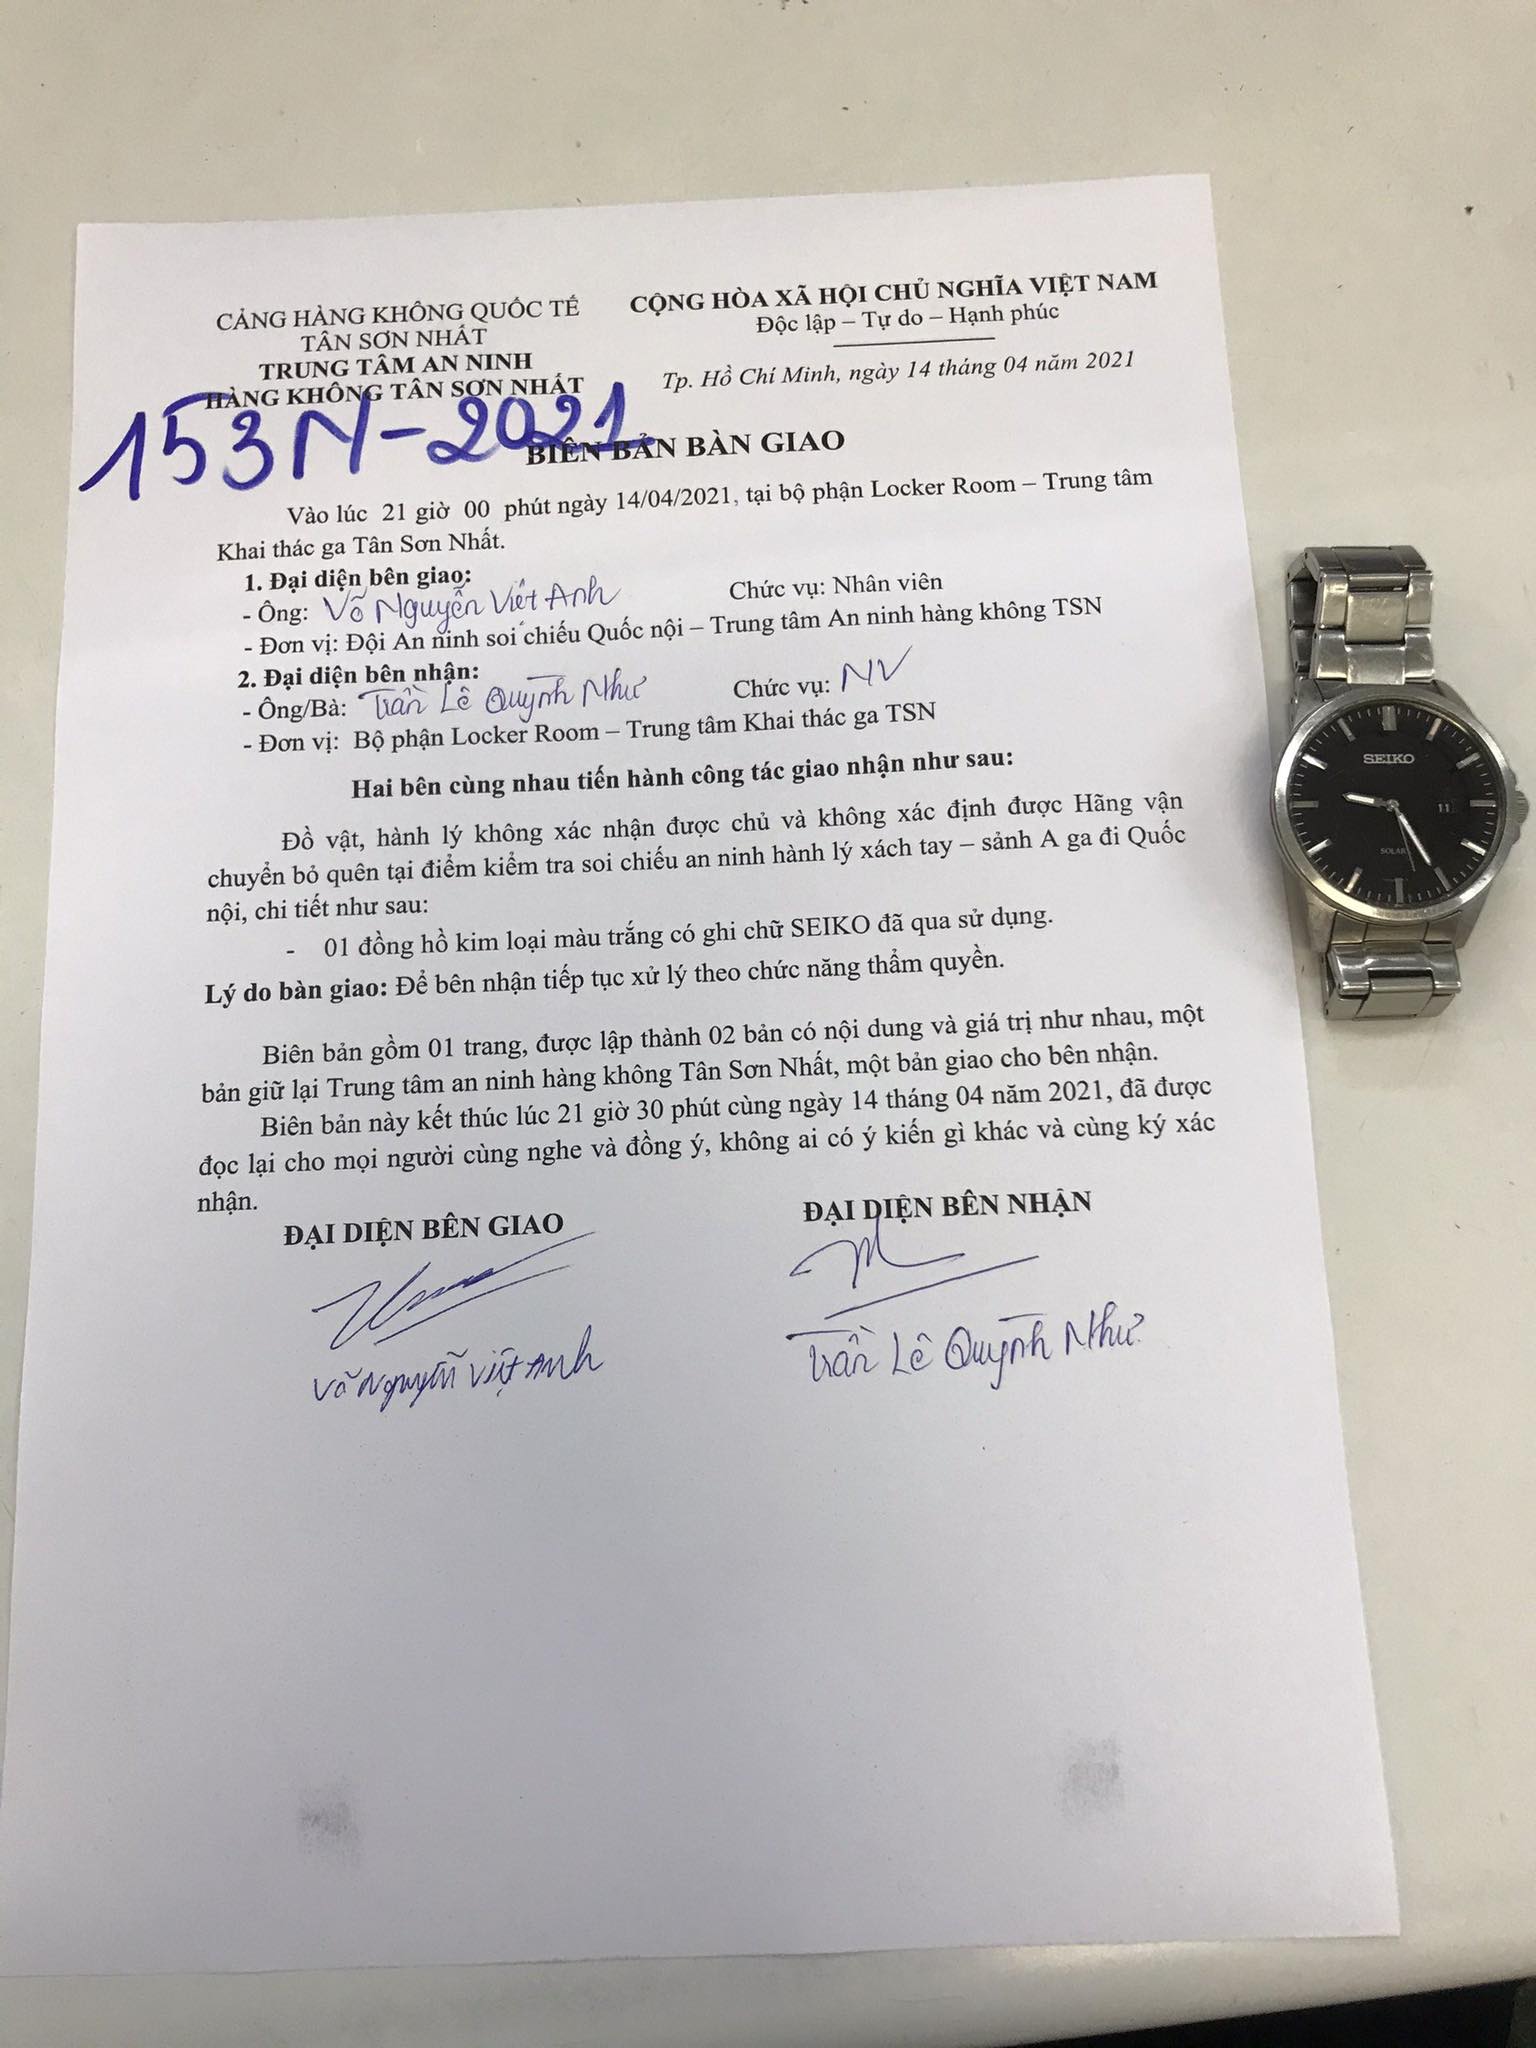 CẢNG HÀNG KHÔNG QUỐC TẾ
TÂN SƠN NHẤT
TRUNG TÂM AN NINH
HÀNG KHÔNG TÂN SƠN NHẤT
CỘNG HÒA XÃ HỘI CHỦ NGHĨA VIỆT NAM
Độc lập – Tự do – Hạnh phúc
Tp. Hồ Chí Minh, ngày 14 tháng 04 năm 2021
153N-2021
BIÊN BẢN BÀN GIAO
Vào lúc 21 giờ 00 phút ngày 14/04/2021, tại bộ phận Locker Room – Trung tâm
Khai thác ga Tân Sơn Nhất.
1. Đại diện bên giao:
- Ông: Võ Nguyễn Việt Anh Chức vụ: Nhân viên
- Đơn vị: Đội An ninh soi chiếu Quốc nội – Trung tâm An ninh hàng không TSN
2. Đại diện bên nhận:
- Ông/Bà: Trần Lê Quỳnh Như Chức vụ: NV
- Đơn vị: Bộ phận Locker Room – Trung tâm Khai thác ga TSN
Hai bên cùng nhau tiến hành công tác giao nhận như sau:
Đồ vật, hành lý không xác nhận được chủ và không xác định được Hãng vận
chuyển bỏ quên tại điểm kiểm tra soi chiếu an ninh hành lý xách tay – sảnh A ga đi Quốc
nội, chi tiết như sau:
- 01 đồng hồ kim loại màu trắng có ghi chữ SEIKO đã qua sử dụng.
Lý do bàn giao: Để bên nhận tiếp tục xử lý theo chức năng thẩm quyền.
Biên bản gồm 01 trang, được lập thành 02 bản có nội dung và giá trị như nhau, một
bản giữ lại Trung tâm an ninh hàng không Tân Sơn Nhất, một bản giao cho bên nhận.
Biên bản này kết thúc lúc 21 giờ 30 phút cùng ngày 14 tháng 04 năm 2021, đã được
đọc lại cho mọi người cùng nghe và đồng ý, không ai có ý kiến gì khác và cùng ký xác
nhận.
ĐẠI DIỆN BÊN GIAO
ĐẠI DIỆN BÊN NHẬN
Võ Nguyễn Việt Anh
Trần Lê Quỳnh Như
SEIKO
11
SOLAR